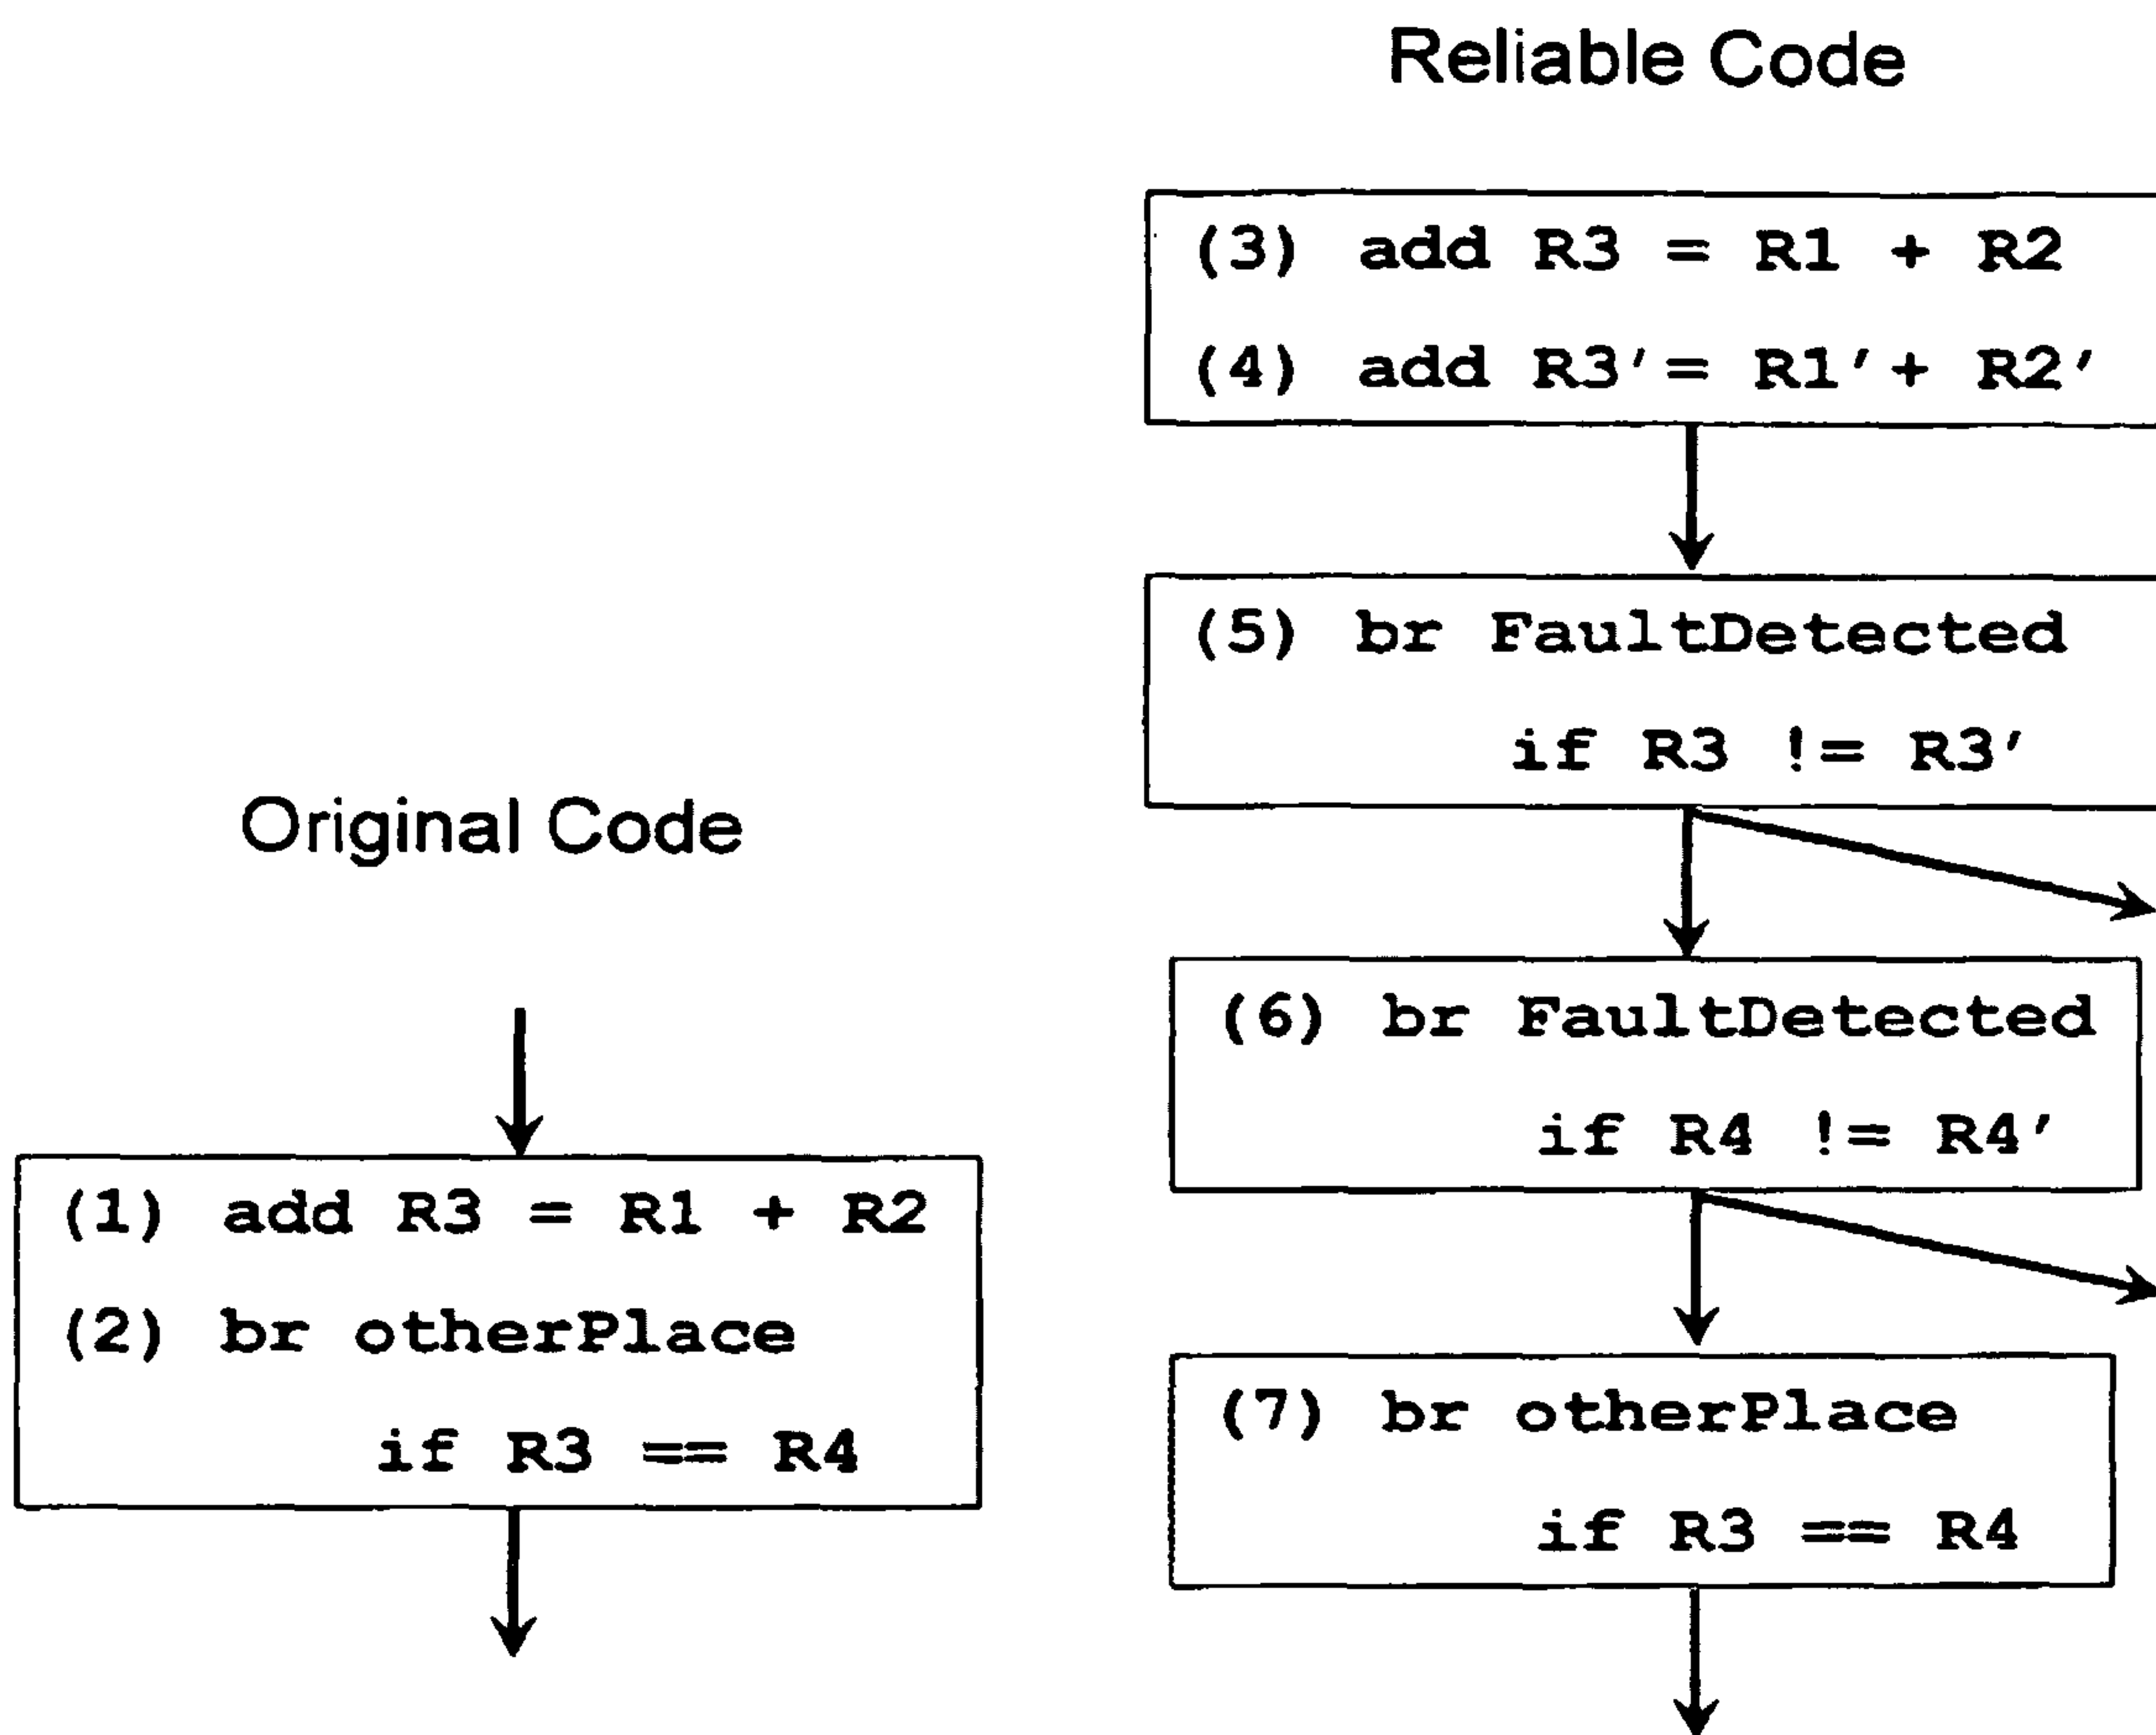 Original Code
(1) add R3 = R1 + R2
(2) br otherPlace
if R3 == R4
Reliable Code
(3) add R3 = R1 + R2
(4) add R3'= R1'+ R2'
(5) br FaultDetected
if R3 != R3'
(6) br FaultDetected
if R4 != R4'
(7) br otherPlace
if R3 == R4